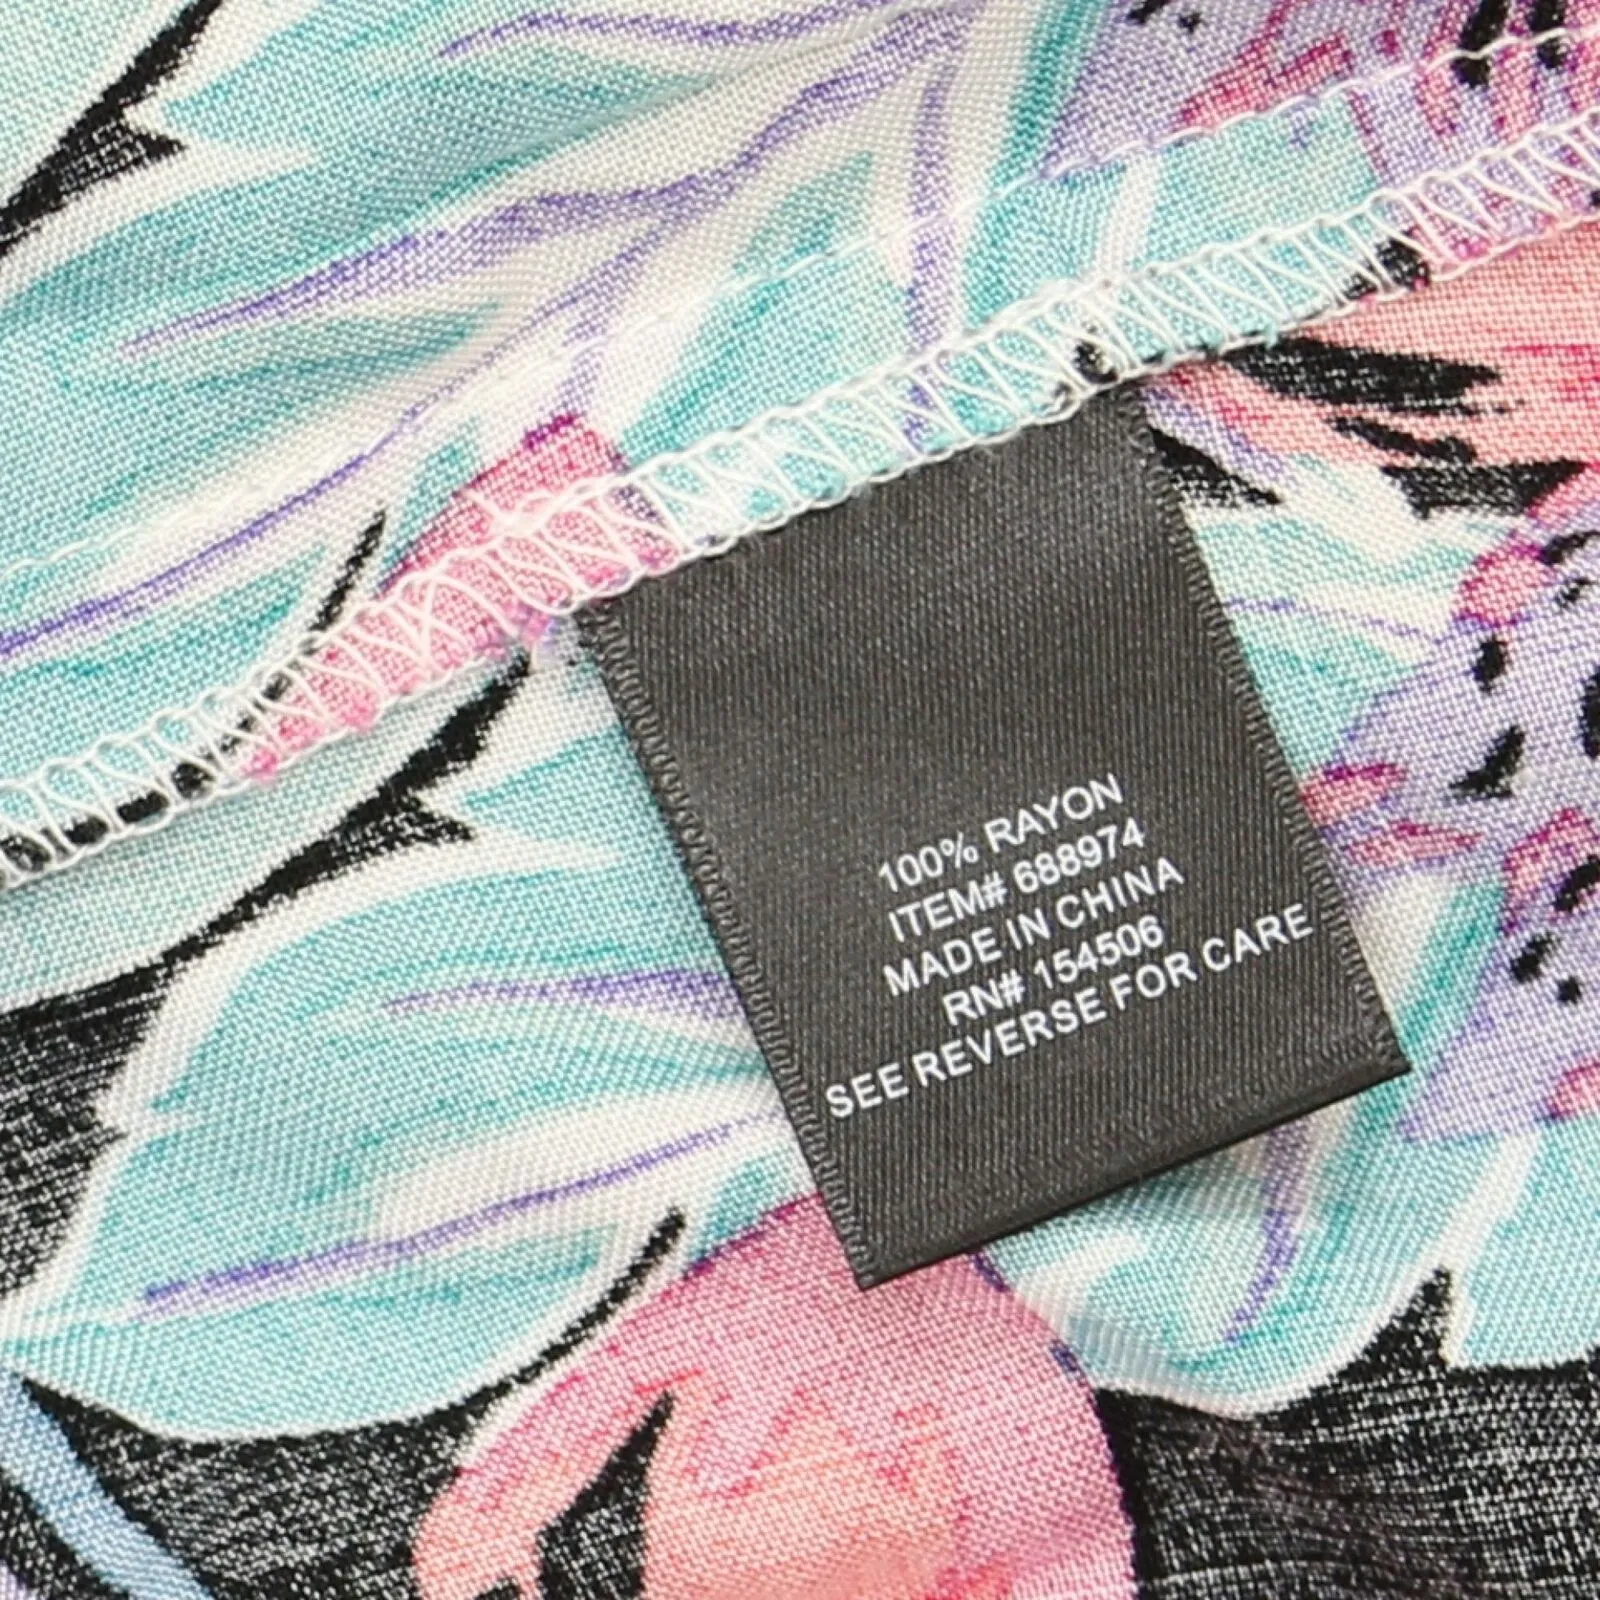 100% RAYON
ITEM# 688974
MADE IN CHINA
RN# 154506
SEE REVERSE FOR CARE